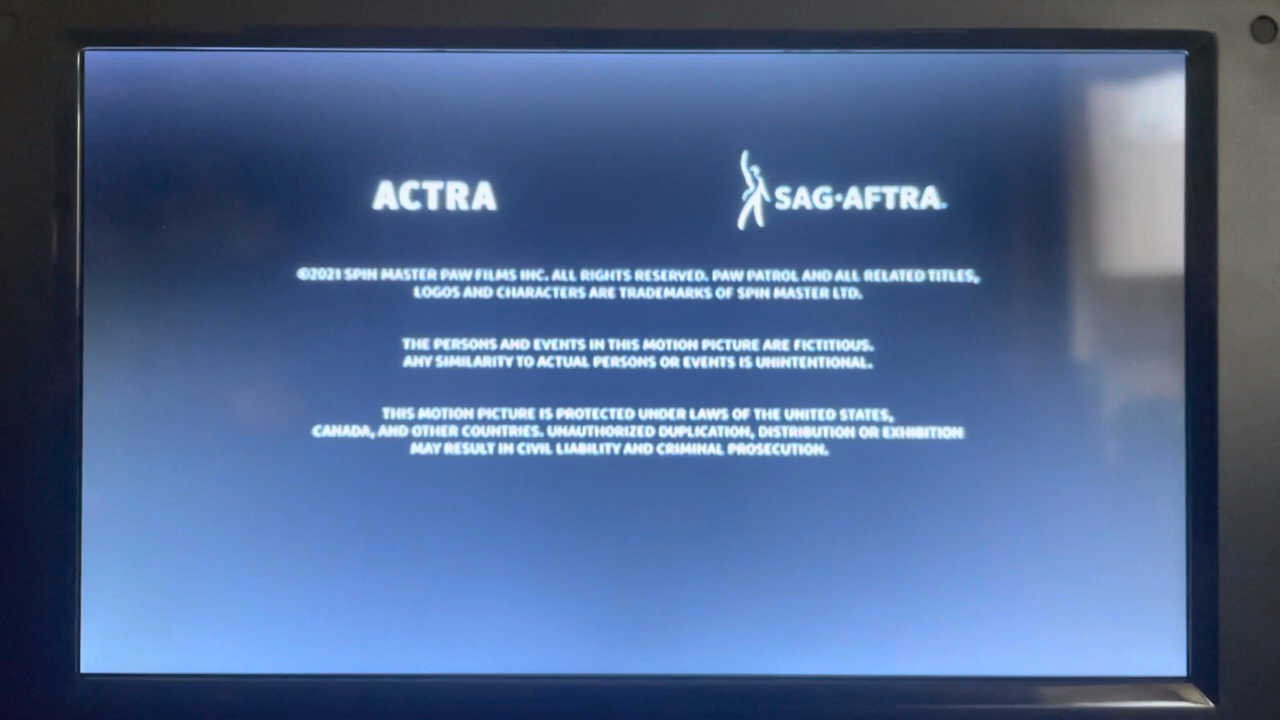 ACTRA
SAG·AFTRA.
©2021 SPIN MASTER PAW FILMS INC. ALL RIGHTS RESERVED. PAW PATROL AND ALL RELATED TITLES,
LOGOS AND CHARACTERS ARE TRADEMARKS OF SPIN MASTER LTD.
THE PERSONS AND EVENTS IN THIS MOTION PICTURE ARE FICTITIOUS.
ANY SIMILARITY TO ACTUAL PERSONS OR EVENTS IS UNINTENTIONAL.
THIS MOTION PICTURE IS PROTECTED UNDER LAWS OF THE UNITED STATES,
CANADA, AND OTHER COUNTRIES. UNAUTHORIZED DUPLICATION, DISTRIBUTION OR EXHIBITION
MAY RESULT IN CIVIL LIABILITY AND CRIMINAL PROSECUTION.